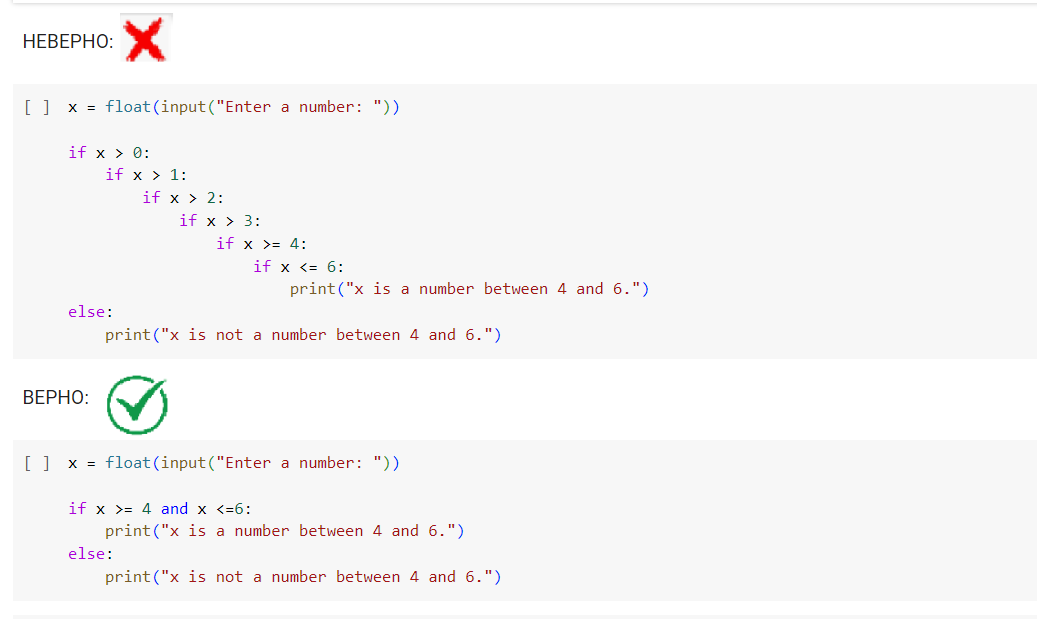 НЕВЕРНО:
[ ] x = float(input("Enter a number: "))
if x > 0:
if x > 1:
if x > 2:
if x > 3:
if x >= 4:
if x <= 6:
print("x is a number between 4 and 6.")
else:
print("x is not a number between 4 and 6.")
ВЕРНО:
[ ] x = float(input("Enter a number: "))
if x >= 4 and x <=6:
print("x is a number between 4 and 6.")
else:
print("x is not a number between 4 and 6.")